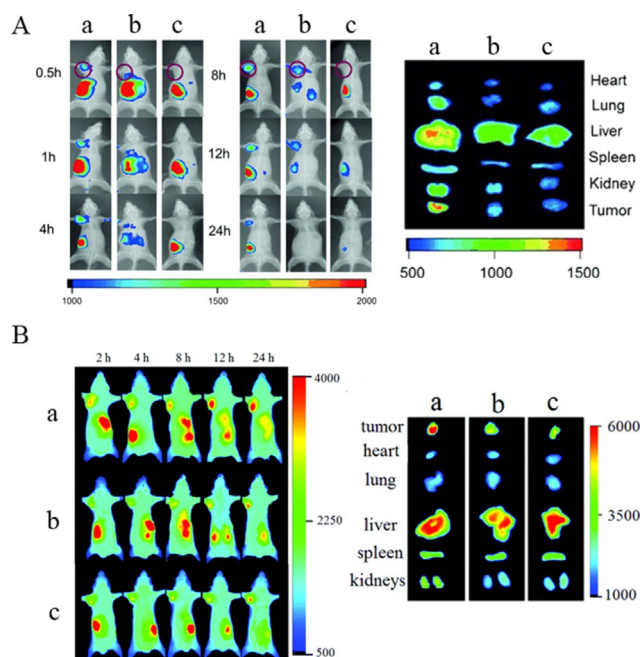 A
a b c
a b c
a b c
0.5h
8h
1h
12h
4h
24h
Heart
Lung
Liver
Spleen
Kidney
Tumor
1000 1500 2000
500 1000 1500
B
2 h 4 h 8 h 12 h 24 h
a
b
c
4000
2250
500
a b c
tumor
heart
lung
liver
spleen
kidneys
6000
3500
1000